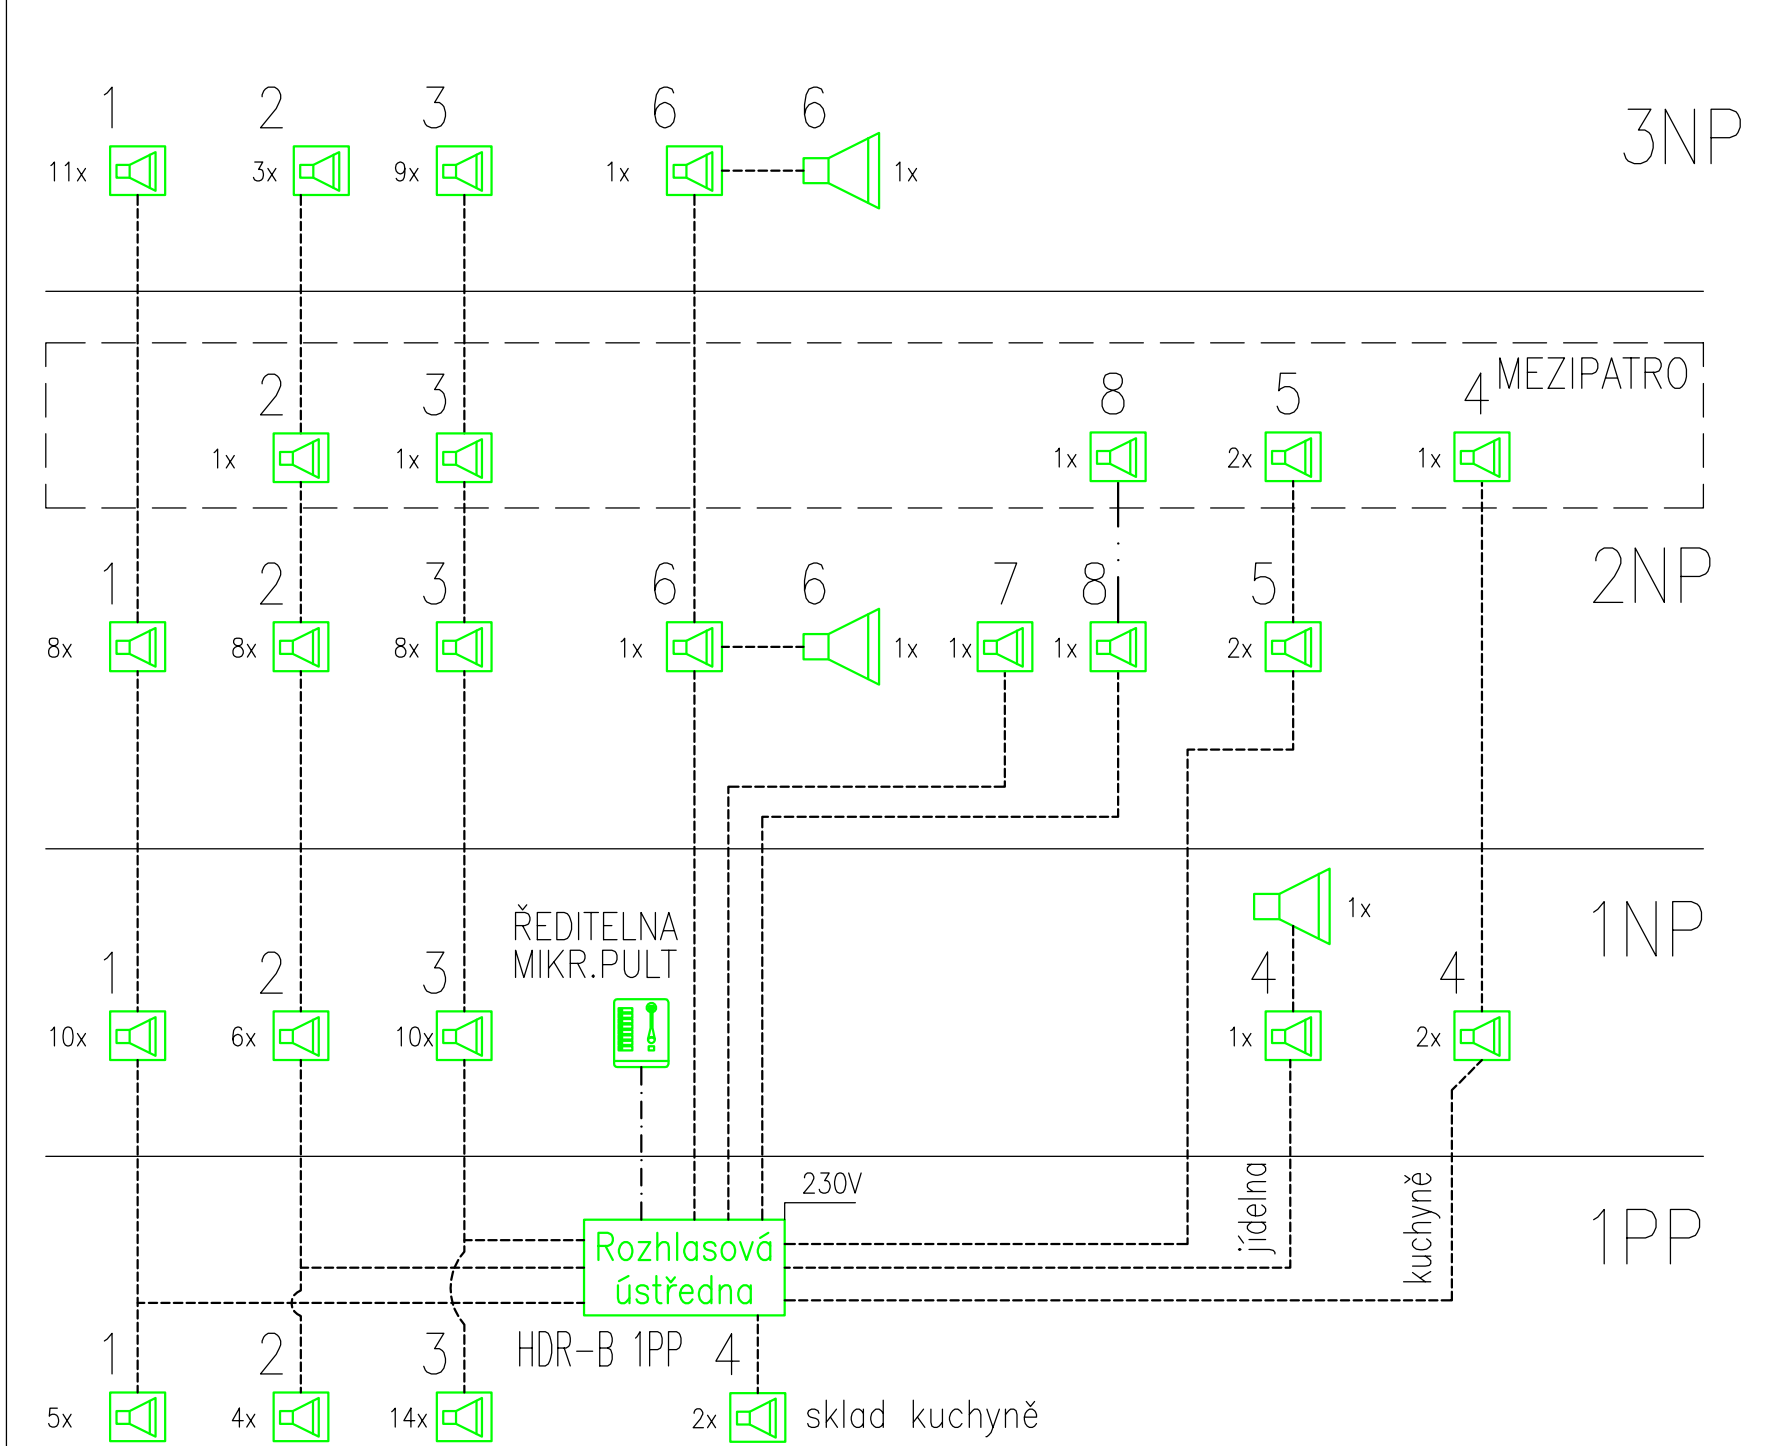 1 2 3 6 6
3NP
11x 3x 9x 1x 1x
MEZIPATRO
2 3 8 5 4
1x 1x 1x 2x 1x
2NP
1 2 3 6 6 7 8 5
8x 8x 8x 1x 1x 1x 1x 2x
1x
1NP
ŘEDITELNA
MIKR.PULT
1 2 3 4 4
10x 6x 10x 1x 2x
230V
jídelna
kuchyně
1PP
Rozhlasová
ústředna
HDR-B 1PP
1 2 3 4
5x 4x 14x 2x sklad kuchyně